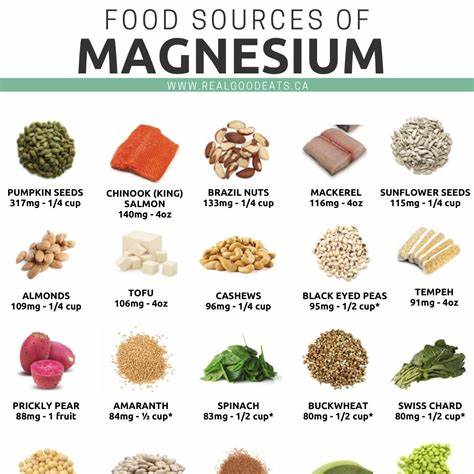 FOOD SOURCES OF
MAGNESIUM
WWW.REALGOODEATS.CA
PUMPKIN SEEDS
317mg - 1/4 cup
CHINOOK (KING)
SALMON
140mg - 4oz
BRAZIL NUTS
133mg - 1/4 cup
MACKEREL
116mg - 4oz
SUNFLOWER SEEDS
115mg - 1/4 cup
ALMONDS
109mg - 1/4 cup
TOFU
106mg - 4oz
CASHEWS
96mg - 1/4 cup
BLACK EYED PEAS
95mg - 1/2 cup*
TEMPEH
91mg - 4oz
PRICKLY PEAR
88mg - 1 fruit
AMARANTH
84mg - ½ cup*
SPINACH
83mg - 1/2 cup*
BUCKWHEAT
82mg - 1/2 cup*
SWISS CHARD
80mg - 1/2 cup*